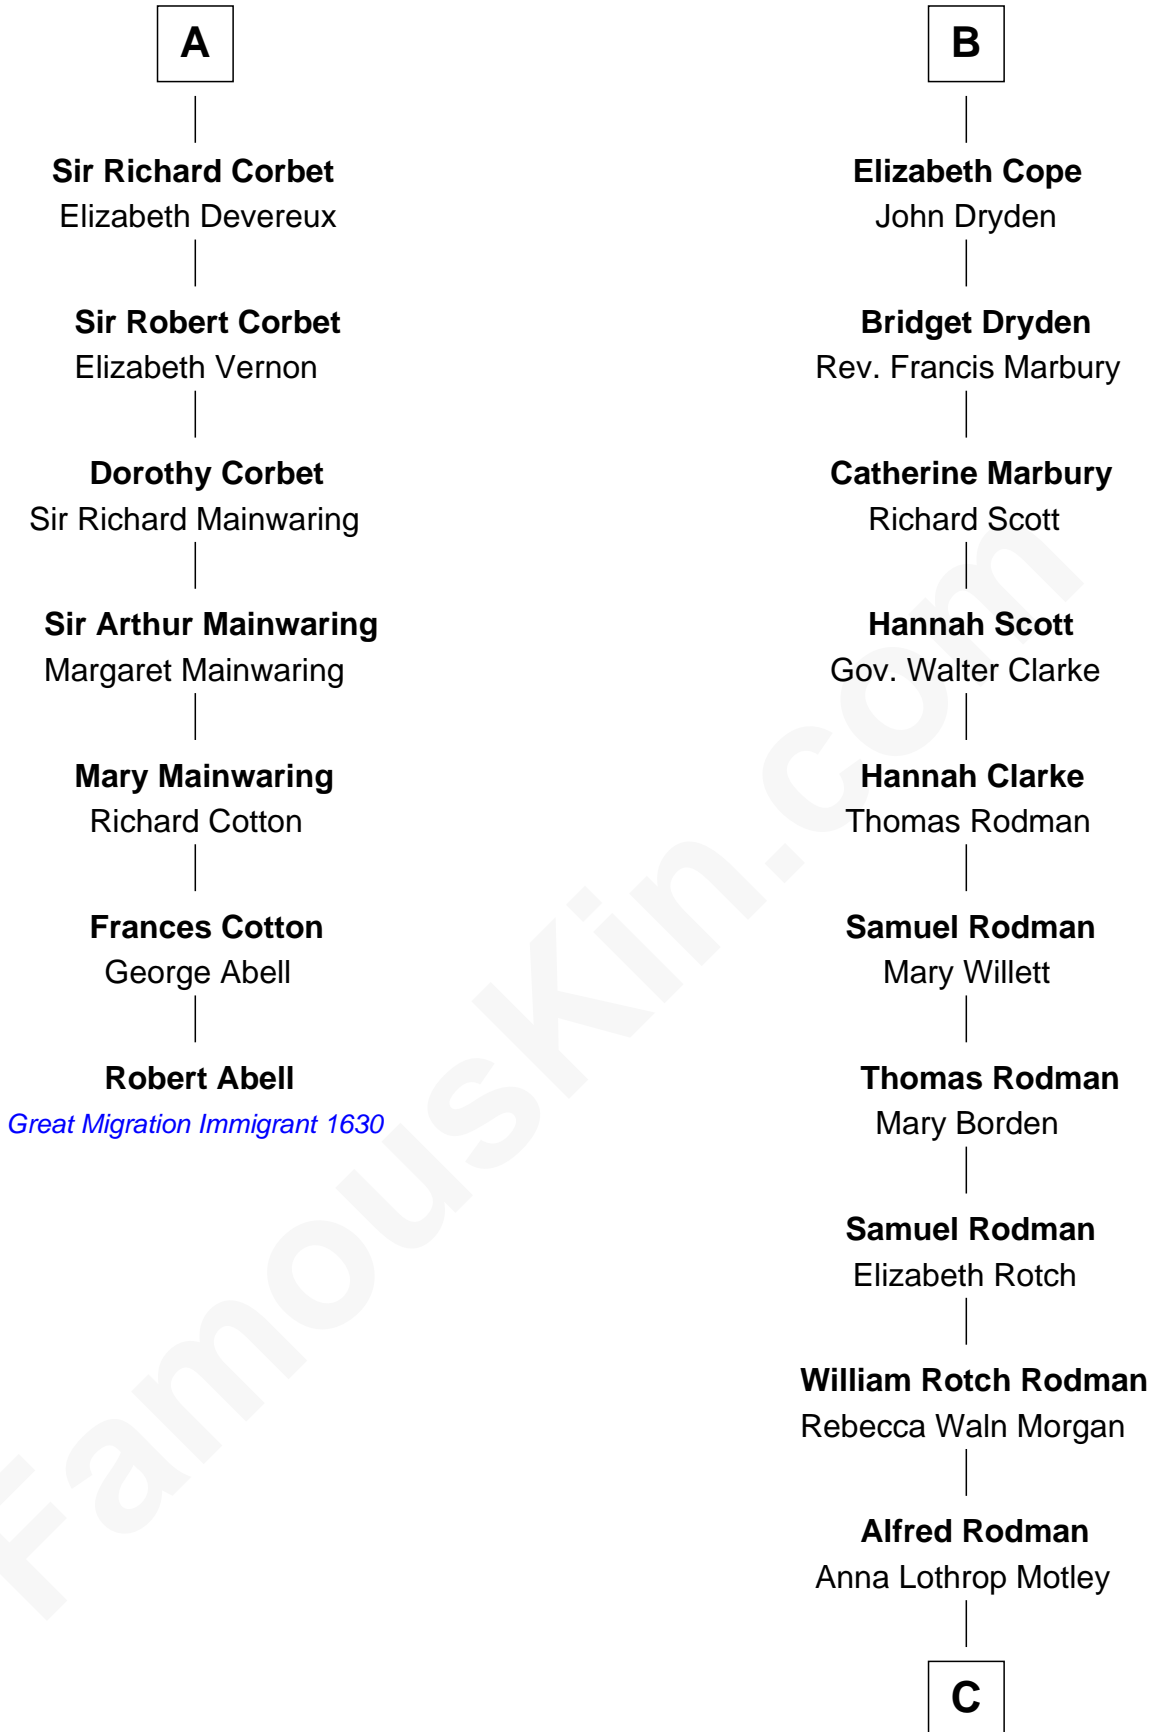 A
Sir Richard Corbet
Elizabeth Devereux
Sir Robert Corbet
Elizabeth Vernon
Dorothy Corbet
Sir Richard Mainwaring
Sir Arthur Mainwaring
Margaret Mainwaring
Mary Mainwaring
Richard Cotton
Frances Cotton
George Abell
Robert Abell
Great Migration Immigrant 1630
B
Elizabeth Cope
John Dryden
Bridget Dryden
Rev. Francis Marbury
Catherine Marbury
Richard Scott
Hannah Scott
Gov. Walter Clarke
Hannah Clarke
Thomas Rodman
Samuel Rodman
Mary Willett
Thomas Rodman
Mary Borden
Samuel Rodman
Elizabeth Rotch
William Rotch Rodman
Rebecca Waln Morgan
Alfred Rodman
Anna Lothrop Motley
C
FamousKin.com